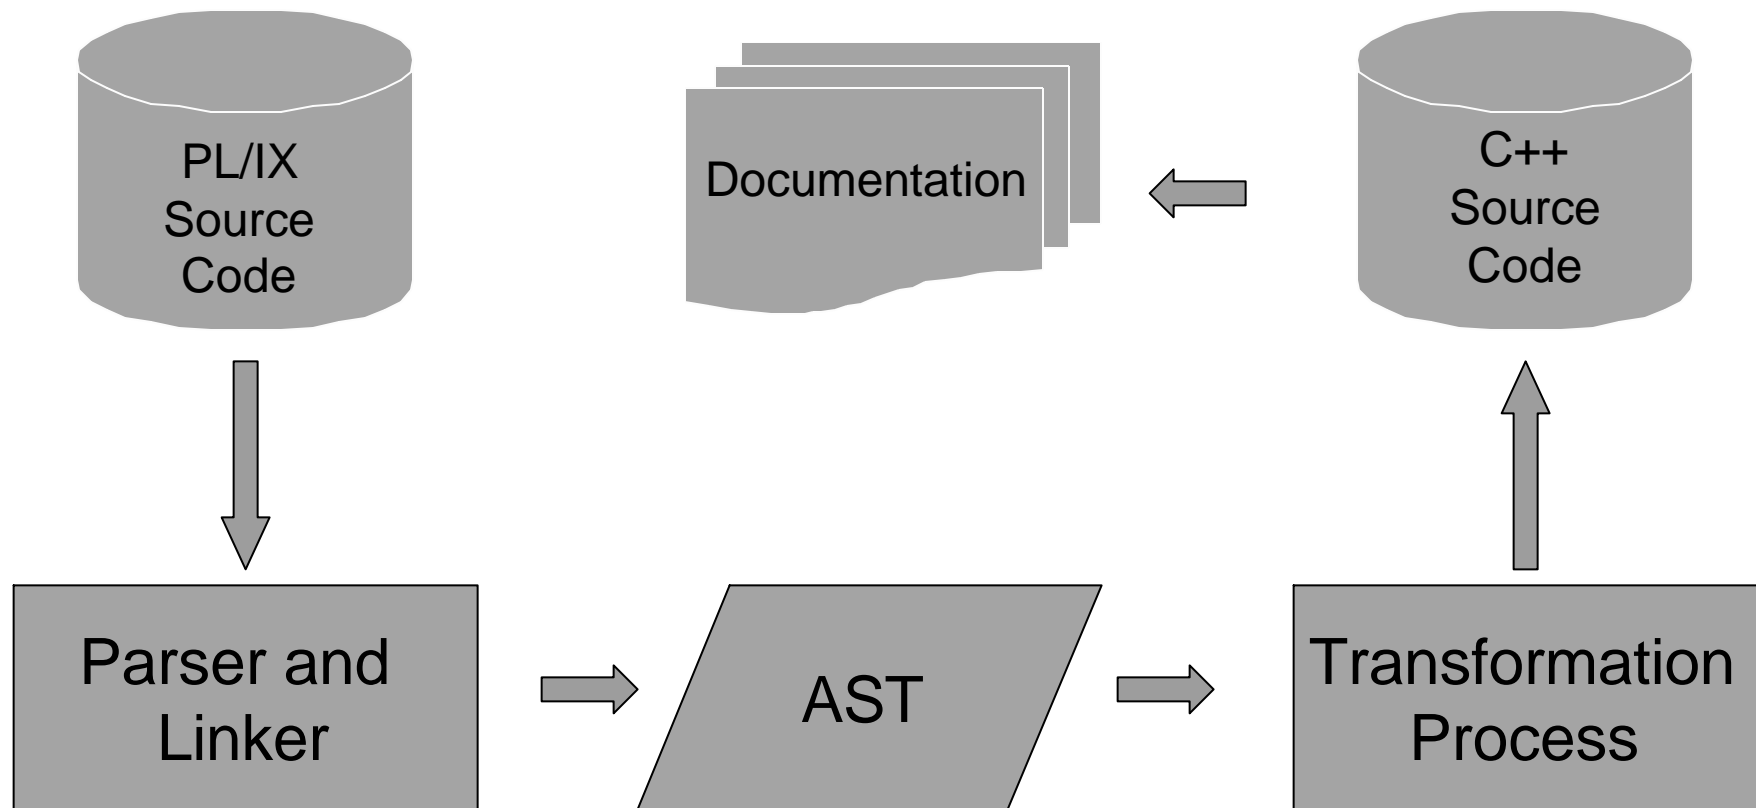 PL/IX
Source
Code
Documentation
C++
Source
Code
Parser and
Linker
AST
Transformation
Process